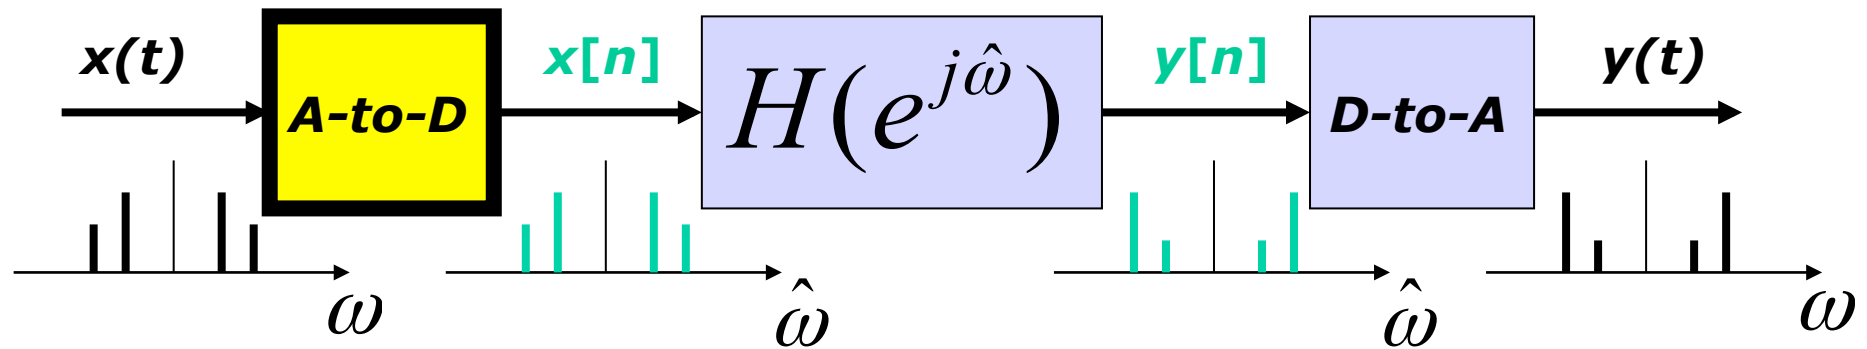 x(t)
A-to-D
x[n]
H(e^{jω̂})
y[n]
D-to-A
y(t)
ω
ω̂
ω̂
ω